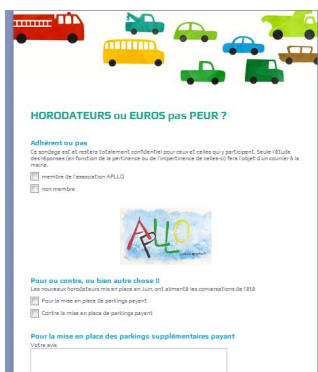 HORODATEURS ou EUROS pas PEUR ?
Adhérent ou pas
Ce sondage est et restera totalement confidentiel pour ceux et celles qui y participent. Seule l'étude
des réponses (en fonction de la pertinence ou de l'impertinence de celles-ci) fera l'objet d'un courrier à la
mairie.
membre de l'association APLLO
non membre
APLLO
Pour ou contre, ou bien autre chose !!
Les nouveaux horodateurs mis en place en Juin, ont alimenté les conversations de l'été
Pour la mise en place de parkings payant
Contre la mise en place de parkings payant
Pour la mise en place des parkings supplémentaires payant
Votre avis